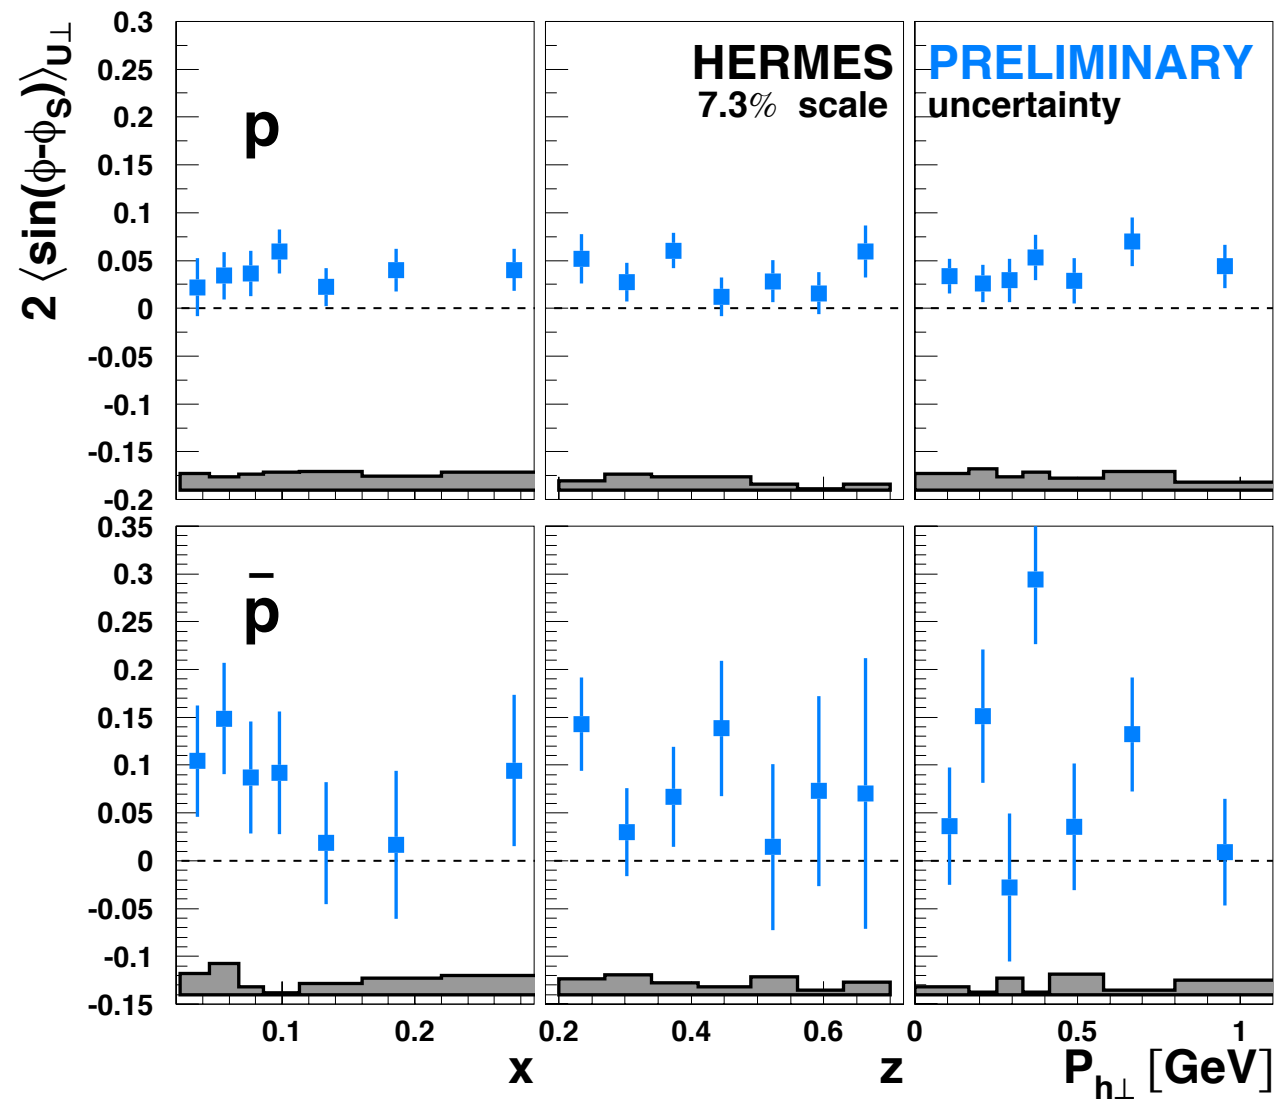 2 ⟨sin(ϕ-ϕS)⟩U⊥
0.3
0.25
0.2
0.15
0.1
0.05
0
-0.05
-0.1
-0.15
-0.2
p
HERMES PRELIMINARY
7.3% scale uncertainty
0.35
0.3
0.25
0.2
0.15
0.1
0.05
0
-0.05
-0.1
-0.15
p̄
0.1 0.2
0.2 0.4 0.6
0 0.5 1
x
z
Ph⊥ [GeV]